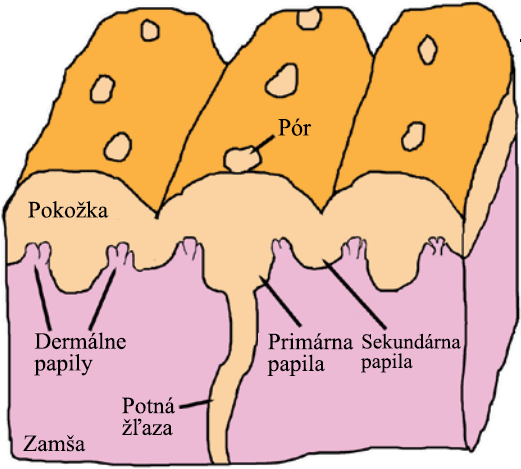 Pór
Pokožka
Dermálne
papily
Primárna
papila
Sekundárna
papila
Potná
žľaza
Zamša